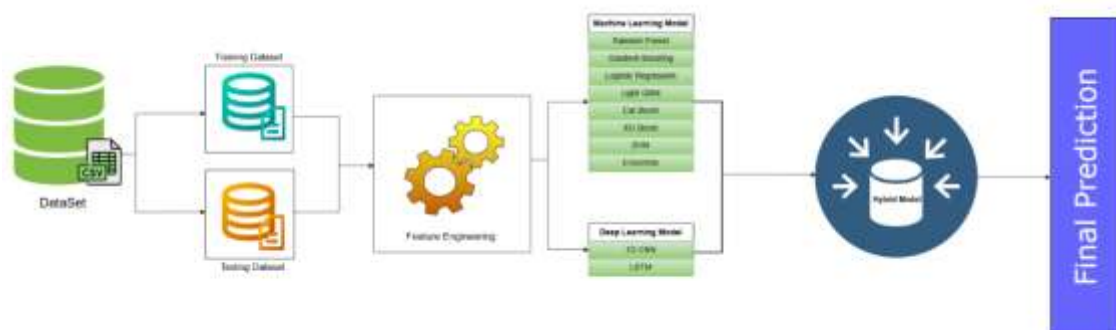 DataSet
CSV
Training Dataset
Testing Dataset
Feature Engineering
Machine Learning Model
Random Forest
Gradient Boosting
Logistic Regression
Light GBM
Cat Boost
XG Boost
SVM
Ensemble
Deep Learning Model
1D CNN
LSTM
Hybrid Model
Final Prediction